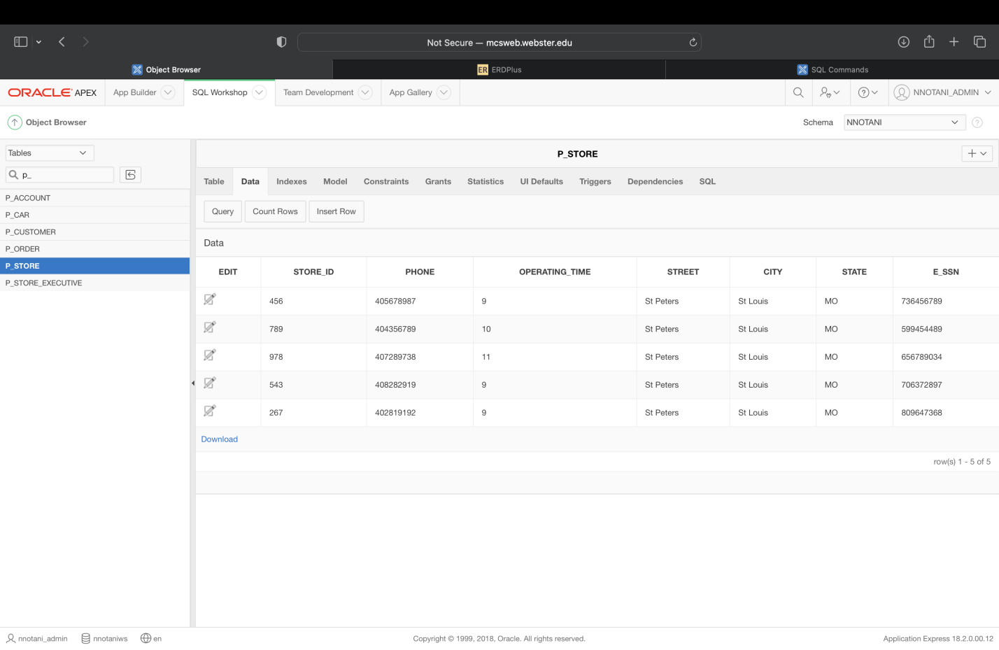 Not Secure — mcsweb.webster.edu
Object Browser
ER ERDPlus
SQL Commands
ORACLE APEX App Builder SQL Workshop Team Development App Gallery NNOTANI_ADMIN
Object Browser Schema NNOTANI
Tables
p_
P_ACCOUNT
P_CAR
P_CUSTOMER
P_ORDER
P_STORE
P_STORE_EXECUTIVE
P_STORE
Table Data Indexes Model Constraints Grants Statistics UI Defaults Triggers Dependencies SQL
Query Count Rows Insert Row
Data
EDIT STORE_ID PHONE OPERATING_TIME STREET CITY STATE E_SSN
456 405678987 9 St Peters St Louis MO 736456789
789 404356789 10 St Peters St Louis MO 599454489
978 407289738 11 St Peters St Louis MO 656789034
543 408282919 9 St Peters St Louis MO 706372897
267 402819192 9 St Peters St Louis MO 809647368
Download
row(s) 1 - 5 of 5
nnotani_admin nnotaniws en Copyright © 1999, 2018, Oracle. All rights reserved. Application Express 18.2.0.00.12